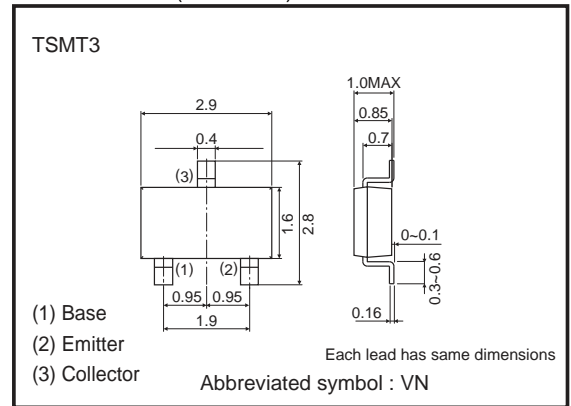 TSMT3
1.0MAX
2.9
0.85
0.4
0.7
(3)
1.6
2.8
0~0.1
(1)
(2)
0.3~0.6
0.95
0.95
0.16
1.9
(1) Base
(2) Emitter
(3) Collector
Each lead has same dimensions
Abbreviated symbol : VN